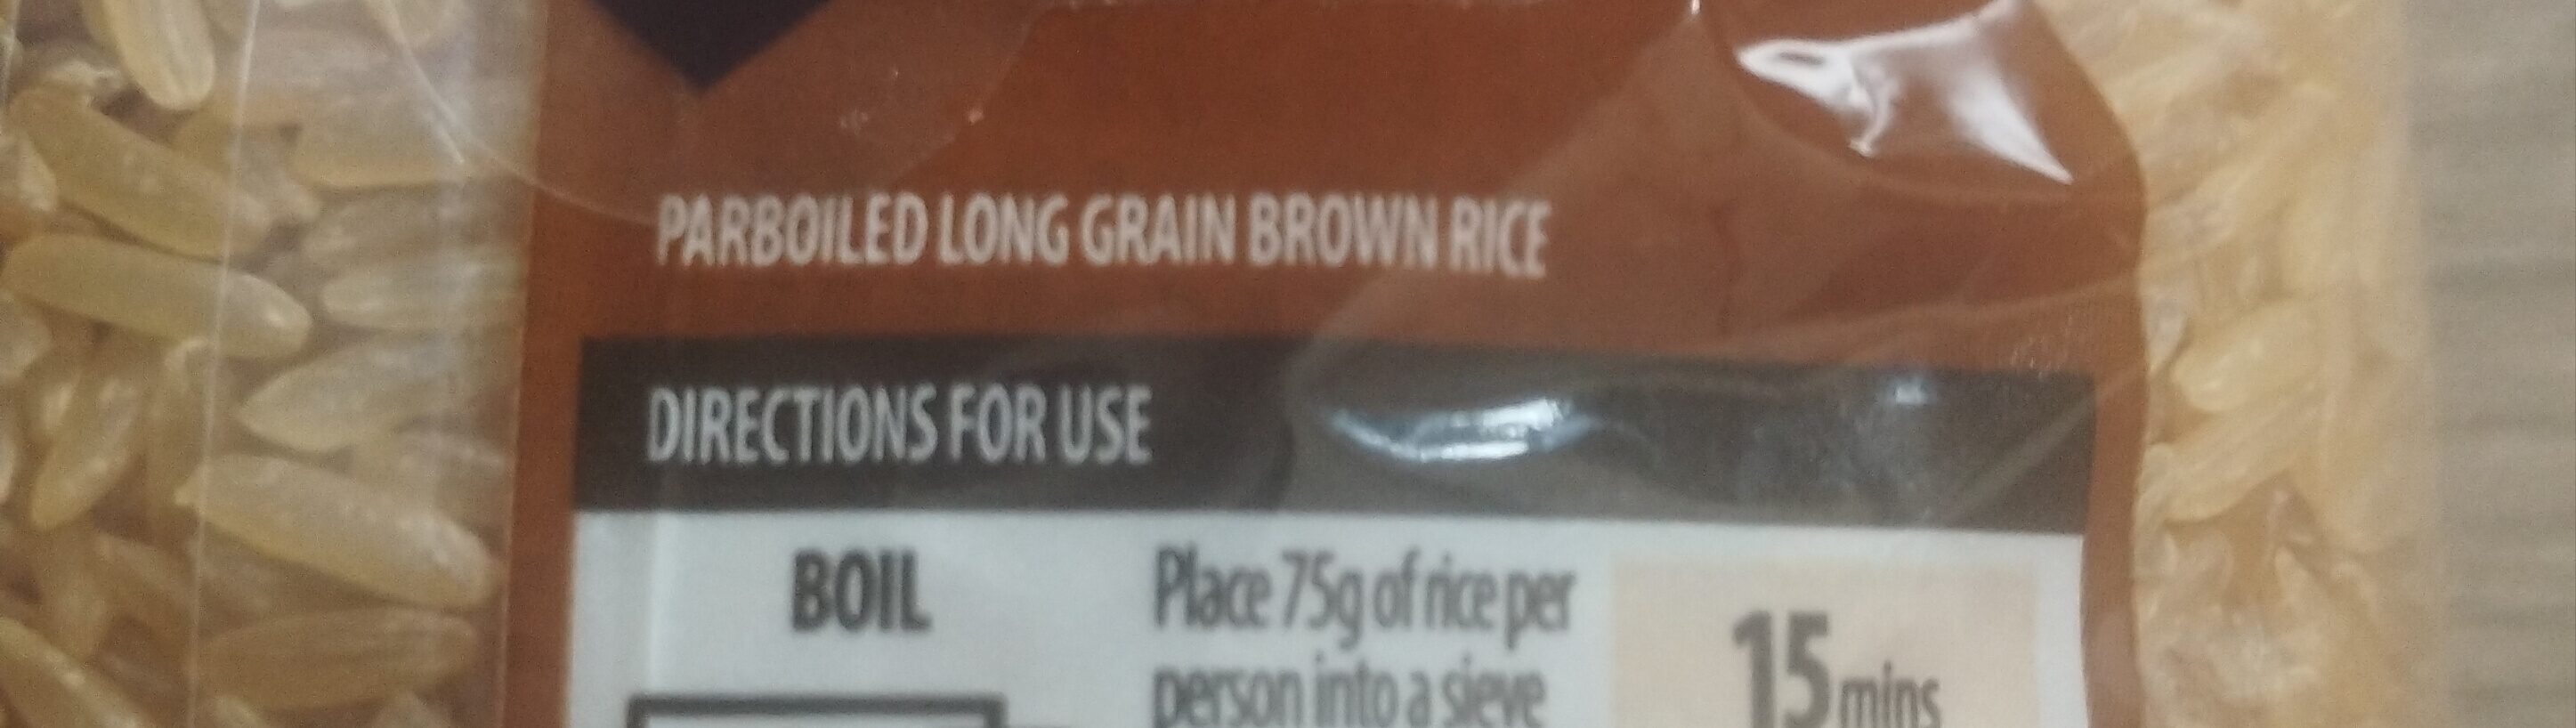 PARBOILED LONG GRAIN BROWN RICE
DIRECTIONS FOR USE
BOIL
Place 75g of rice per
person into a sieve
15 mins